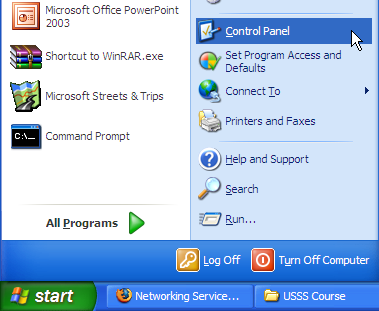 Microsoft Office PowerPoint
2003
Shortcut to WinRAR.exe
Microsoft Streets & Trips
Command Prompt
All Programs
Control Panel
Set Program Access and
Defaults
Connect To
Printers and Faxes
Help and Support
Search
Run...
Log Off
Turn Off Computer
start
Networking Service...
USSS Course